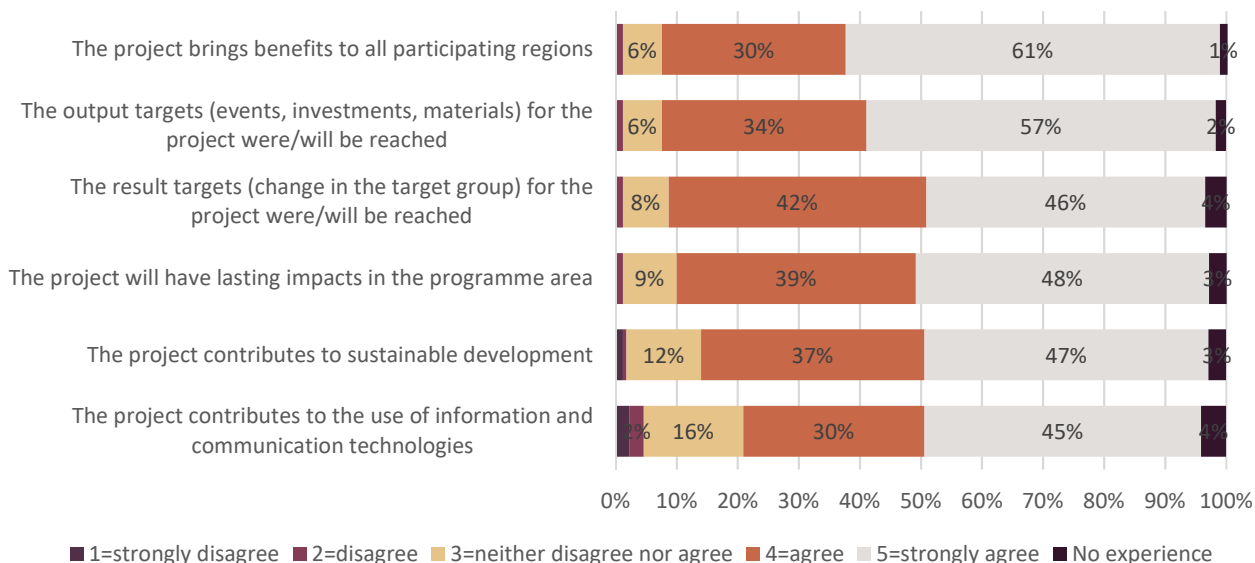 The project brings benefits to all participating regions
6% 30% 61% 1%
The output targets (events, investments, materials) for the
project were/will be reached
6% 34% 57% 2%
The result targets (change in the target group) for the
project were/will be reached
8% 42% 46% 4%
The project will have lasting impacts in the programme area
9% 39% 48% 3%
The project contributes to sustainable development
12% 37% 47% 3%
The project contributes to the use of information and
communication technologies
2% 16% 30% 45% 4%
0% 10% 20% 30% 40% 50% 60% 70% 80% 90% 100%
1=strongly disagree 2=disagree 3=neither disagree nor agree 4=agree 5=strongly agree No experience